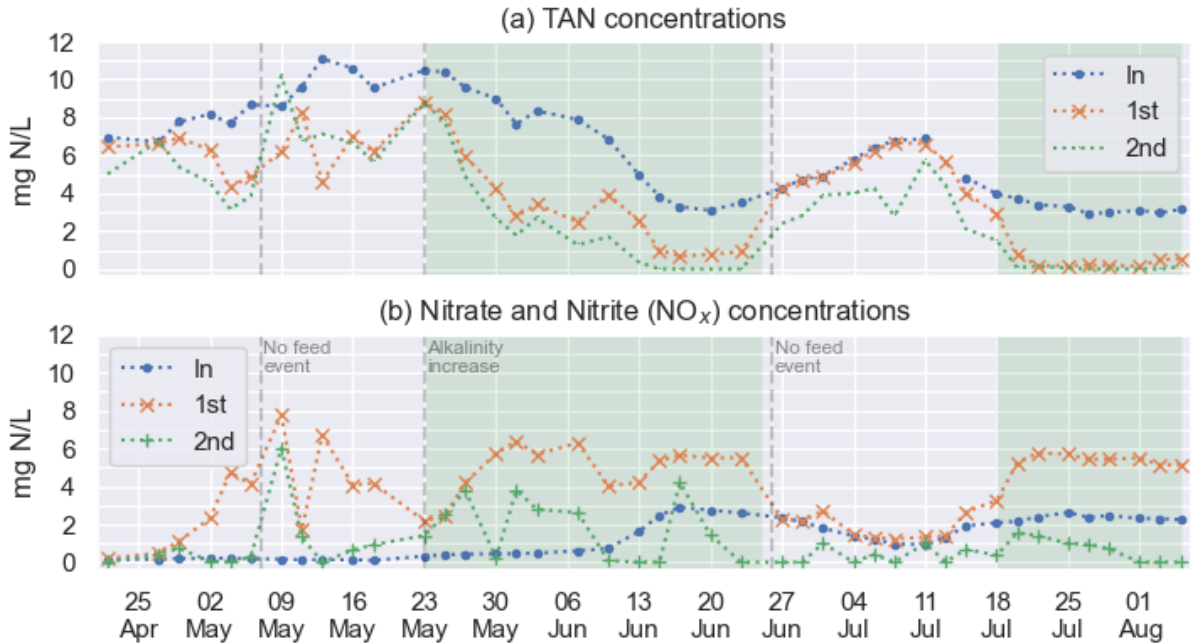 (a) TAN concentrations
12
10
8
6
4
2
0
mg N/L
In
1st
2nd
(b) Nitrate and Nitrite (NOx) concentrations
12
10
8
6
4
2
0
mg N/L
In
1st
2nd
No feed
event
Alkalinity
increase
No feed
event
25 02 09 16 23 30 06 13 20 27 04 11 18 25 01
Apr May May May May May Jun Jun Jun Jun Jul Jul Jul Jul Aug